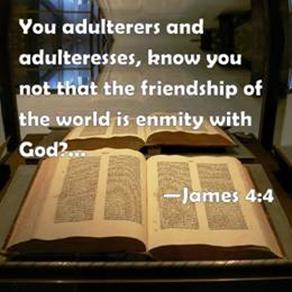 You adulterers and
adulteresses, know you
not that the friendship of
the world is enmity with
God?...
—James 4:4